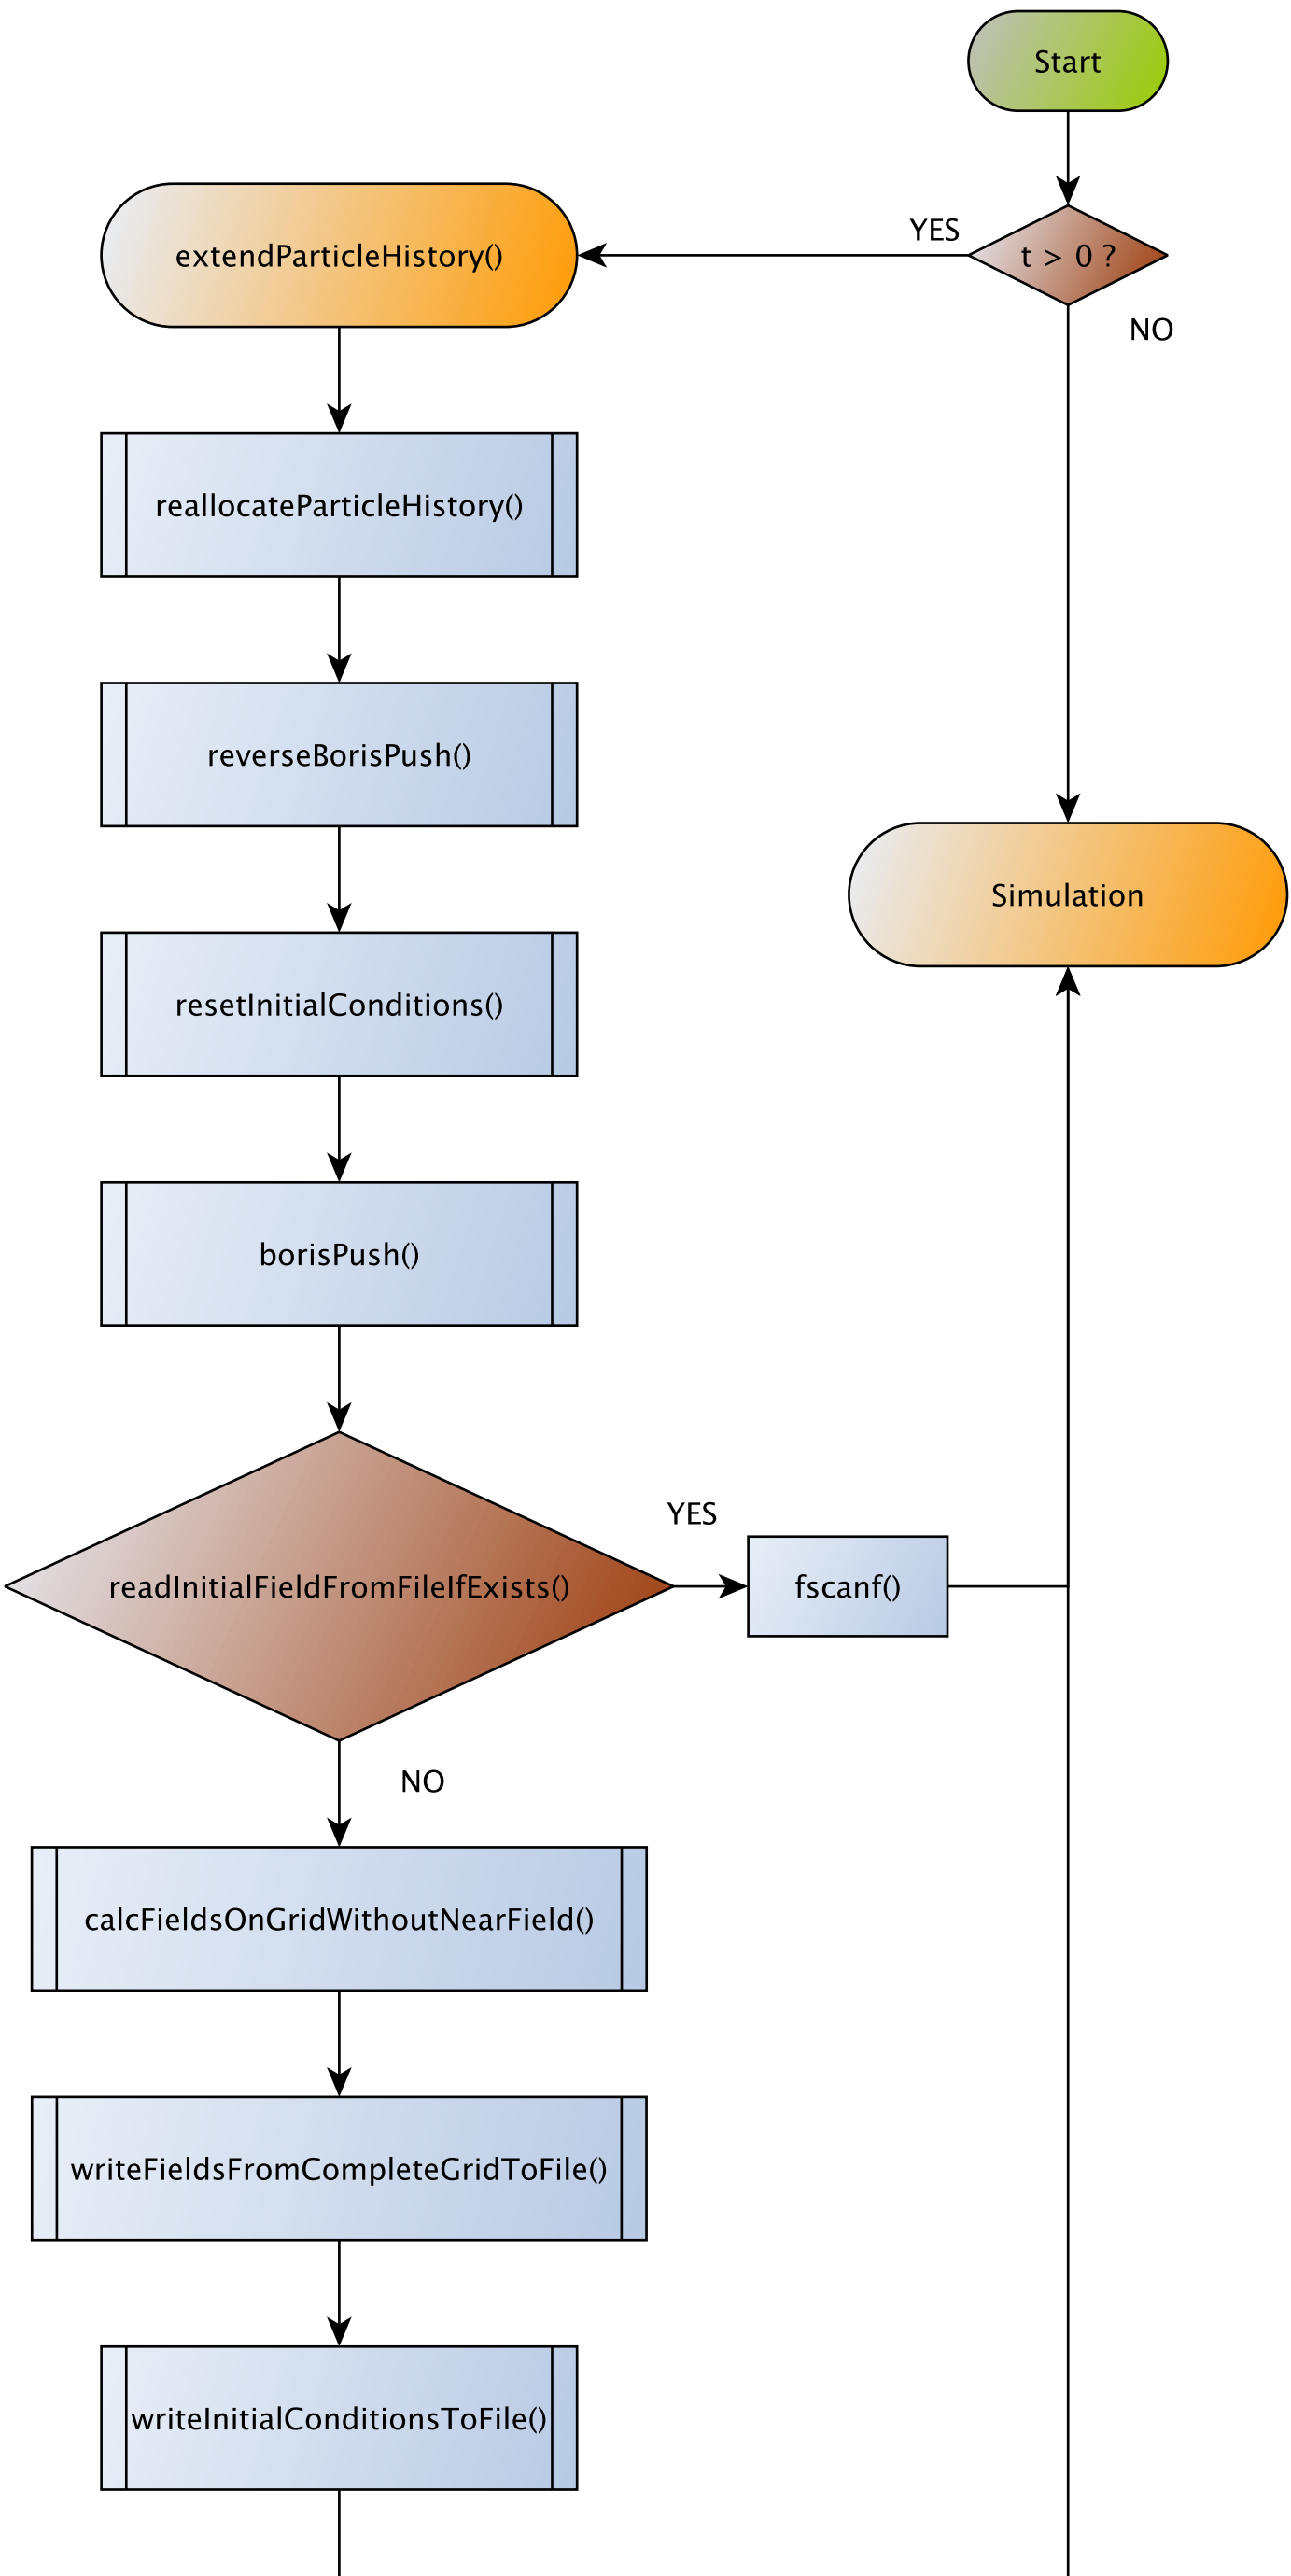 Start
t > 0 ?
YES
NO
extendParticleHistory()
reallocateParticleHistory()
reverseBorisPush()
Simulation
resetInitialConditions()
borisPush()
readInitialFieldFromFileIfExists()
YES
fscanf()
NO
calcFieldsOnGridWithoutNearField()
writeFieldsFromCompleteGridToFile()
writeInitialConditionsToFile()